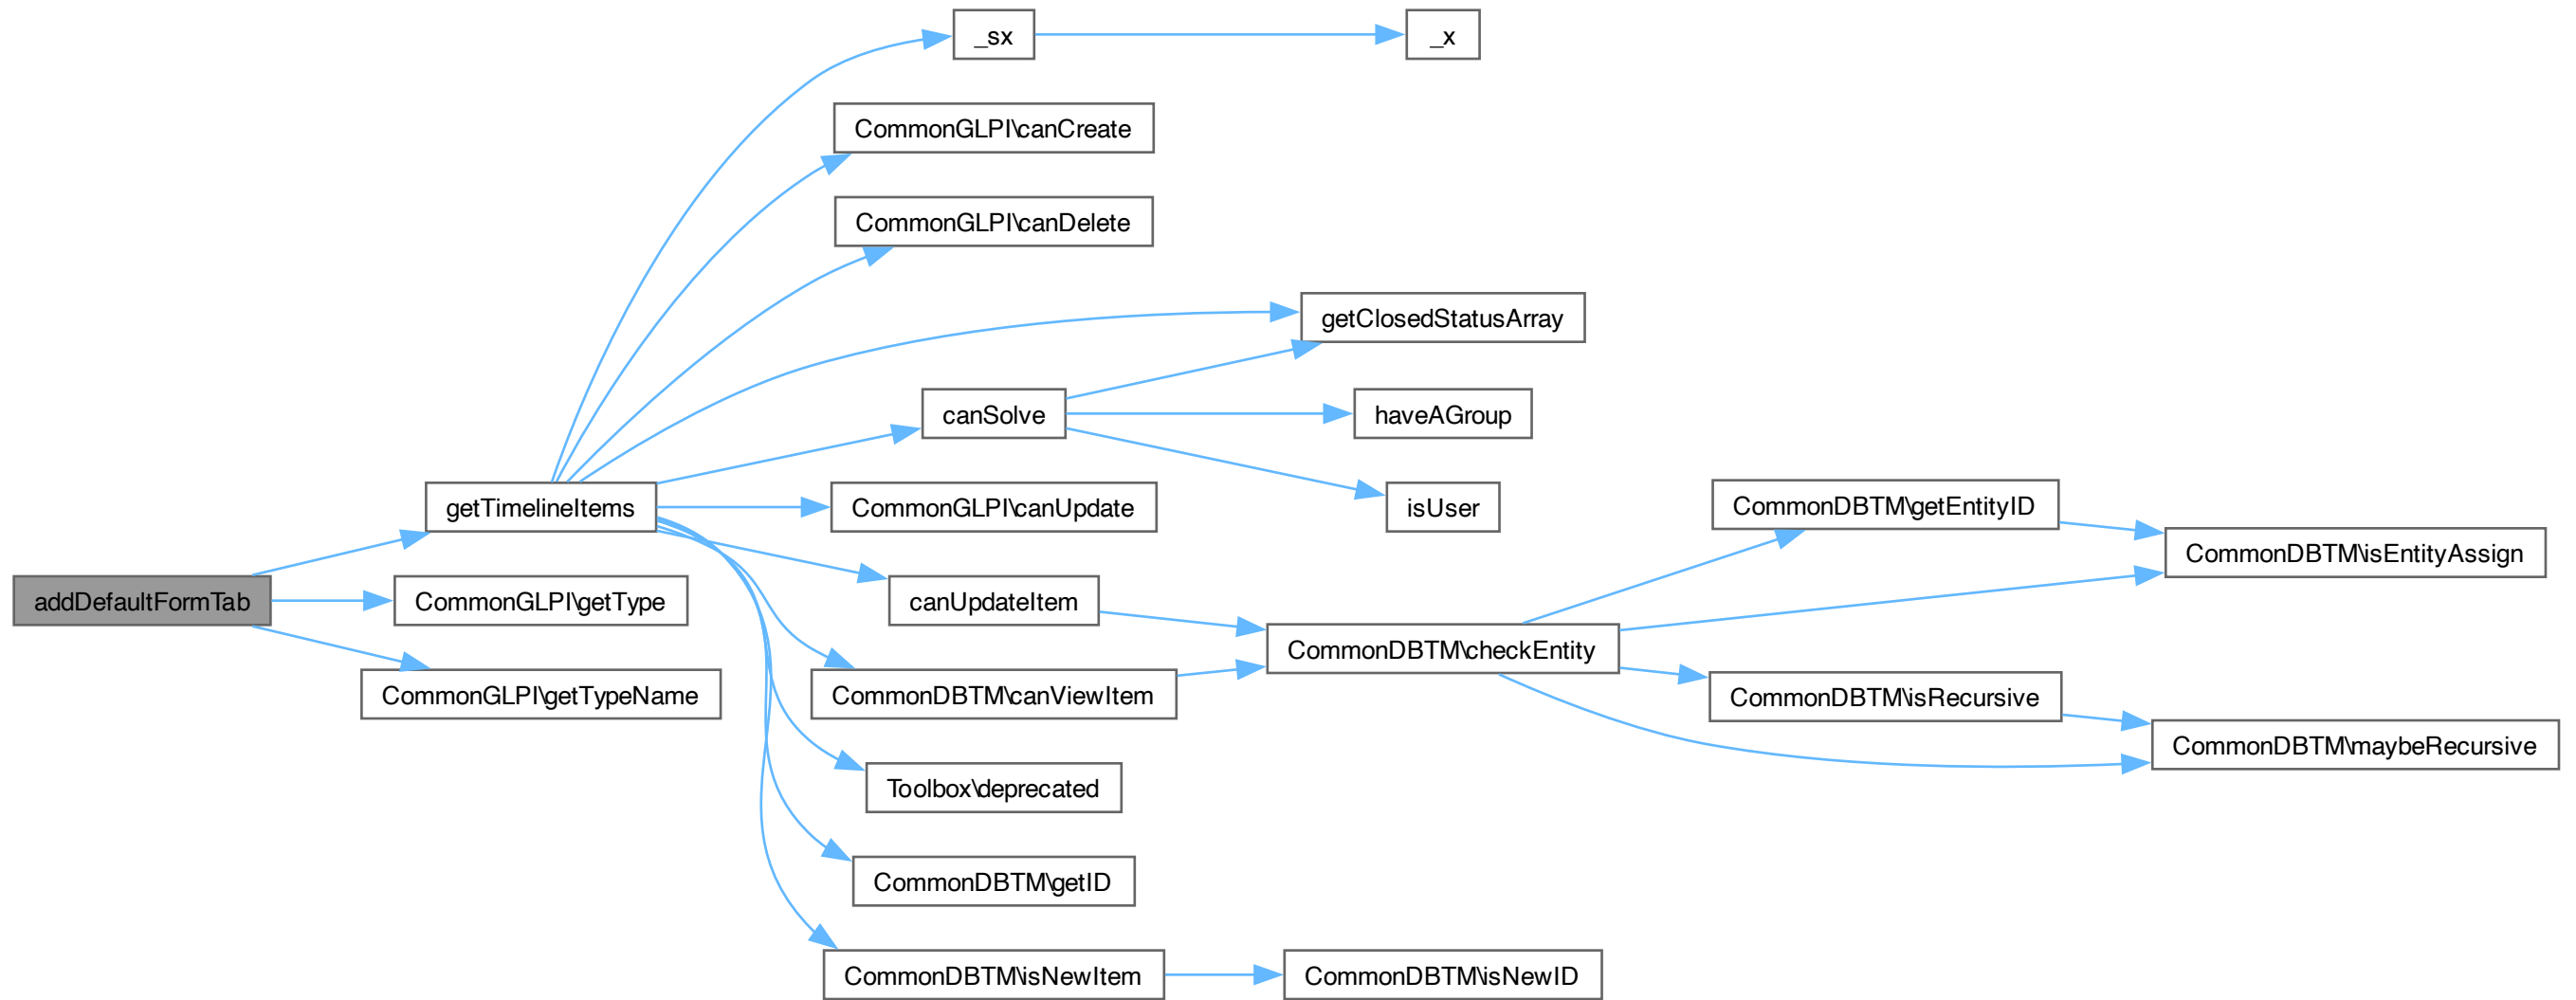 _sx
_x
CommonGLPI\canCreate
CommonGLPI\canDelete
getClosedStatusArray
canSolve
haveAGroup
getTimelineItems
CommonGLPI\canUpdate
isUser
CommonDBTM\getEntityID
CommonDBTM\isEntityAssign
addDefaultFormTab
CommonGLPI\getType
canUpdateItem
CommonDBTM\checkEntity
CommonGLPI\getTypeName
CommonDBTM\canViewItem
CommonDBTM\isRecursive
CommonDBTM\maybeRecursive
Toolbox\deprecated
CommonDBTM\getID
CommonDBTM\isNewItem
CommonDBTM\isNewID